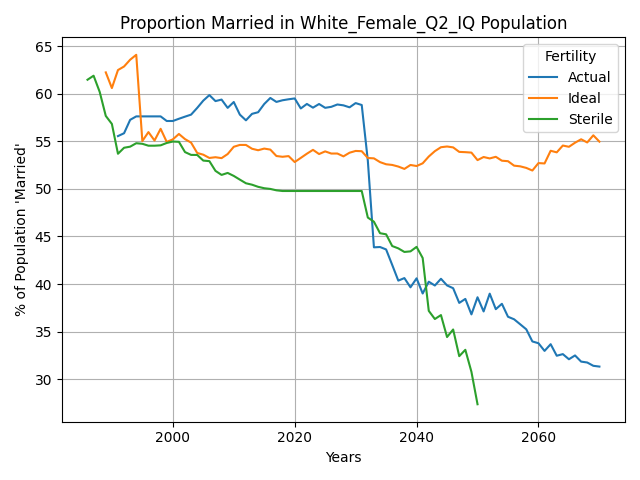 Proportion Married in White_Female_Q2_IQ Population
% of Population 'Married'
65
60
55
50
45
40
35
30
2000
2020
2040
2060
Years
Fertility
Actual
Ideal
Sterile